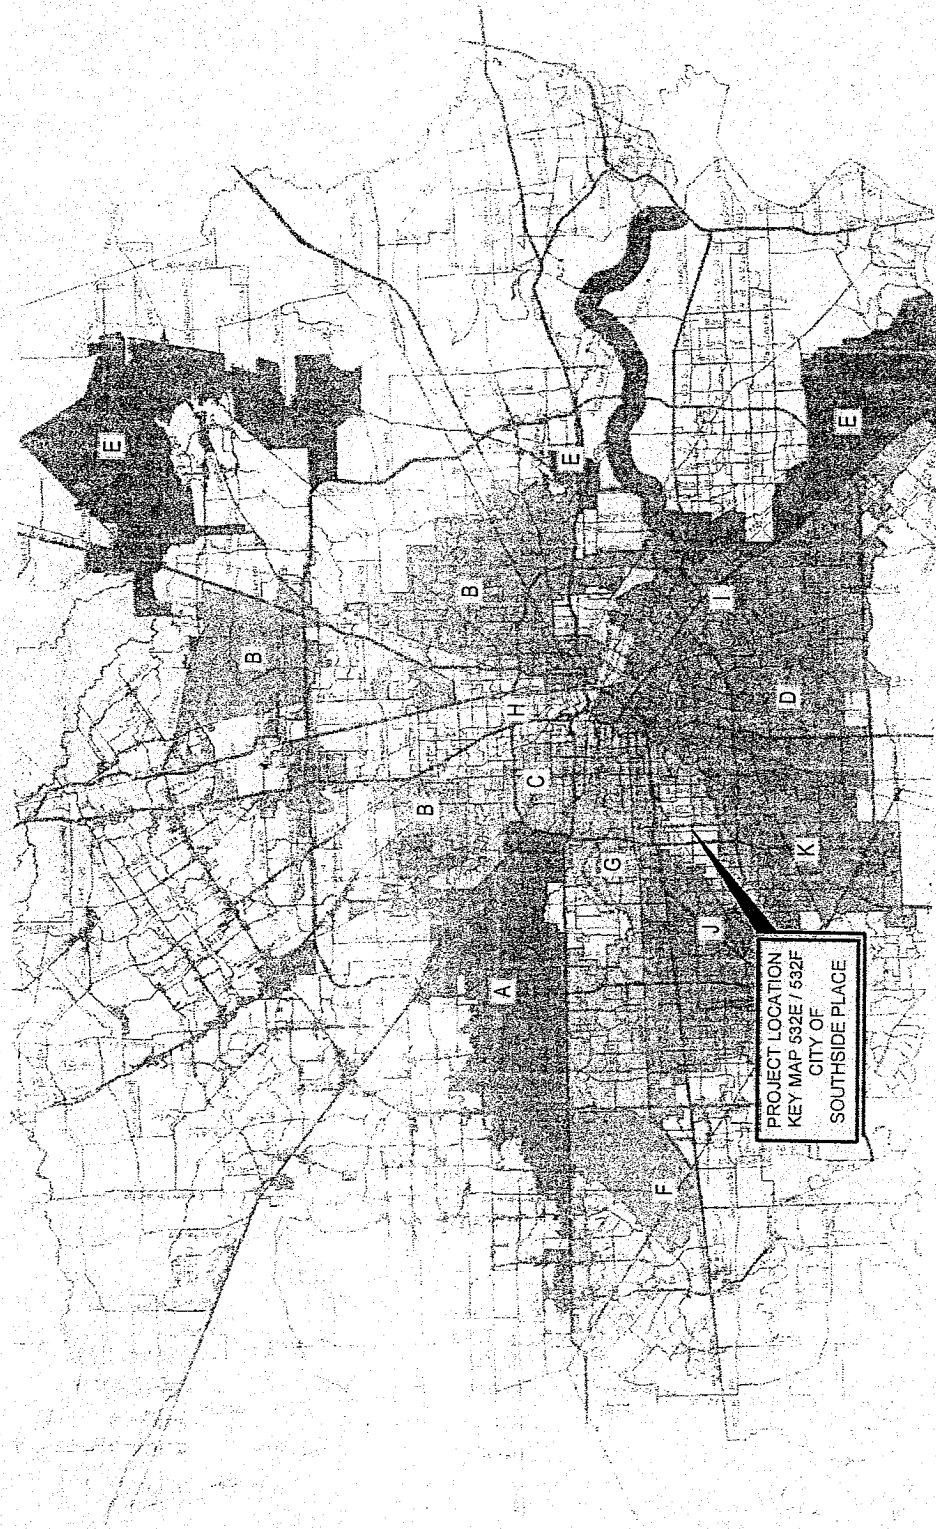 E
E
E
B
B
B
I
H
D
C
G
K
J
A
F
PROJECT LOCATION
KEY MAP 532E / 532F
CITY OF
SOUTHSIDE PLACE